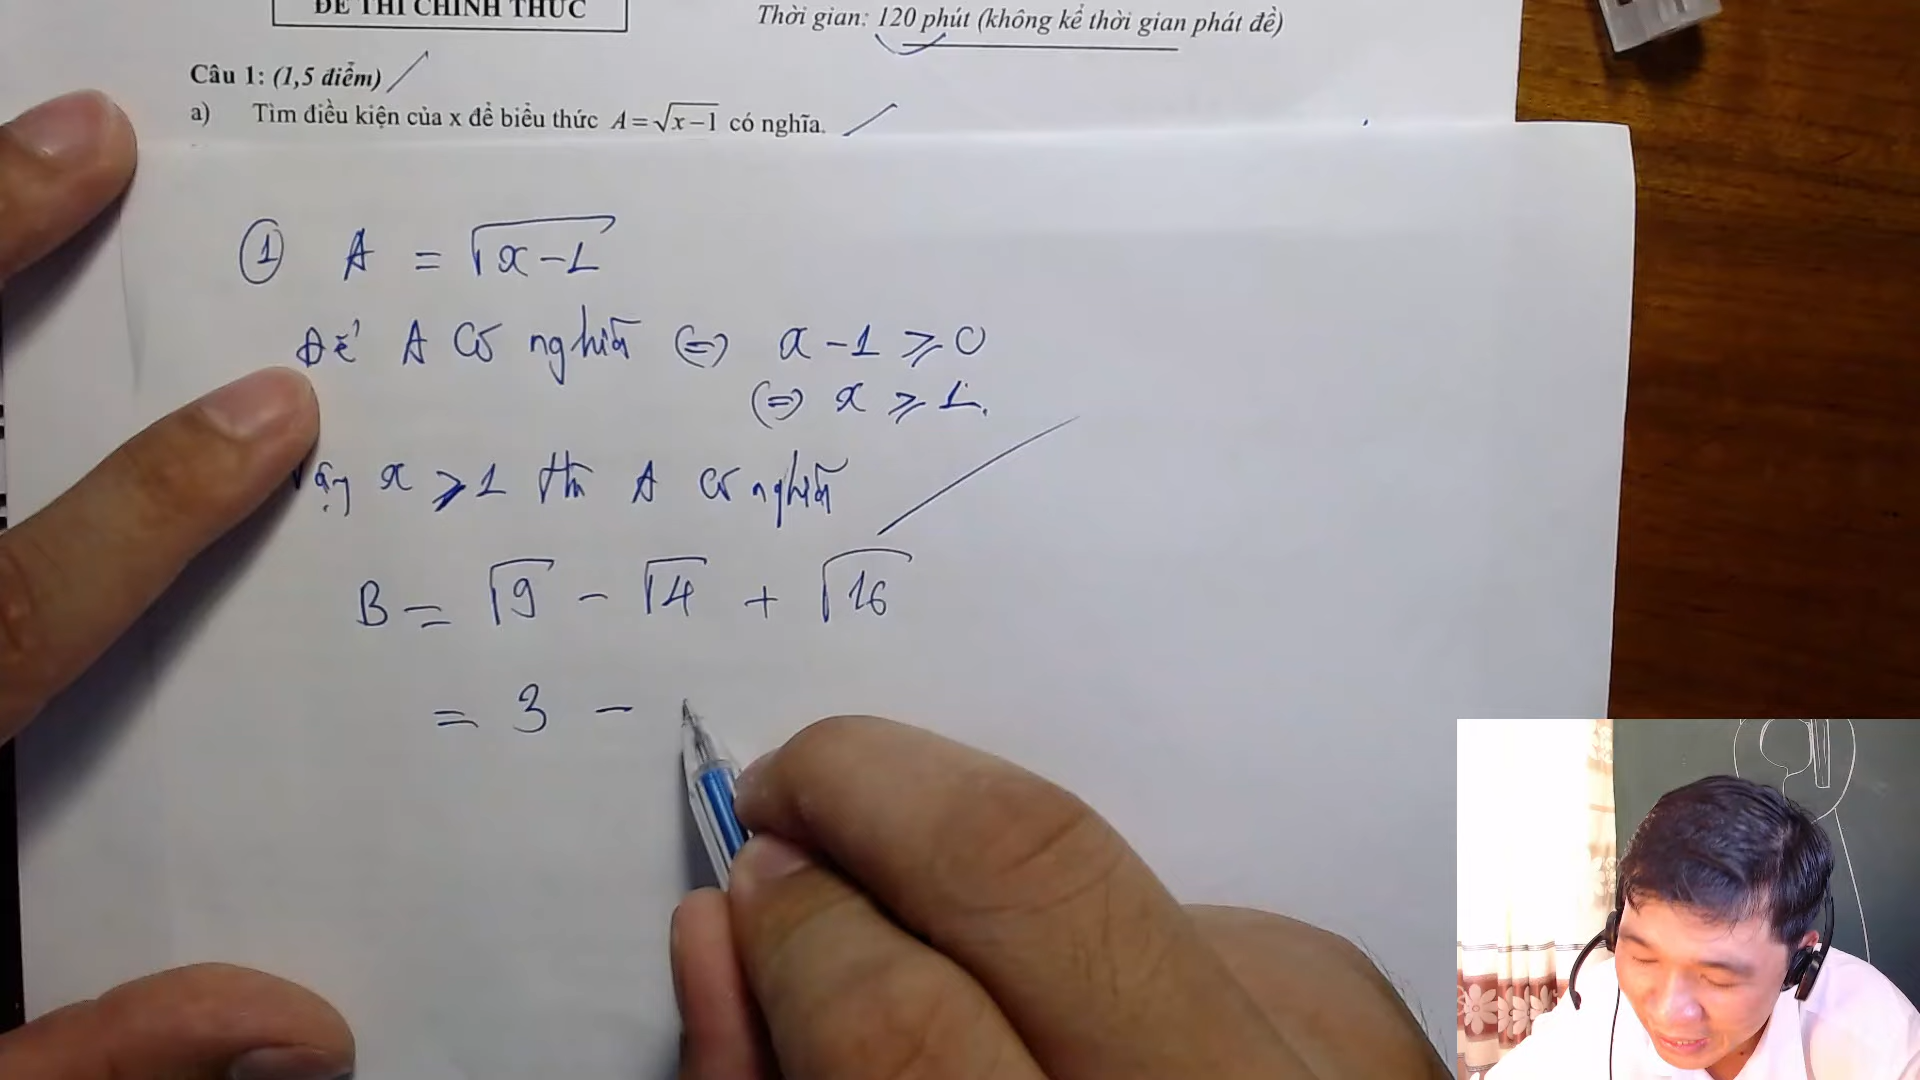 ĐỀ THI CHÍNH THỨC
Thời gian: 120 phút (không kể thời gian phát đề)
Câu 1: (1,5 điểm)
a) Tìm điều kiện của x để biểu thức A = √(x−1) có nghĩa.
① A = √(x−1)
Để A có nghĩa (=) x − 1 ⩾ 0
(=) x ⩾ 1.
Vậy x ⩾ 1 thì A có nghĩa
B = √9 − √4 + √16
= 3 −